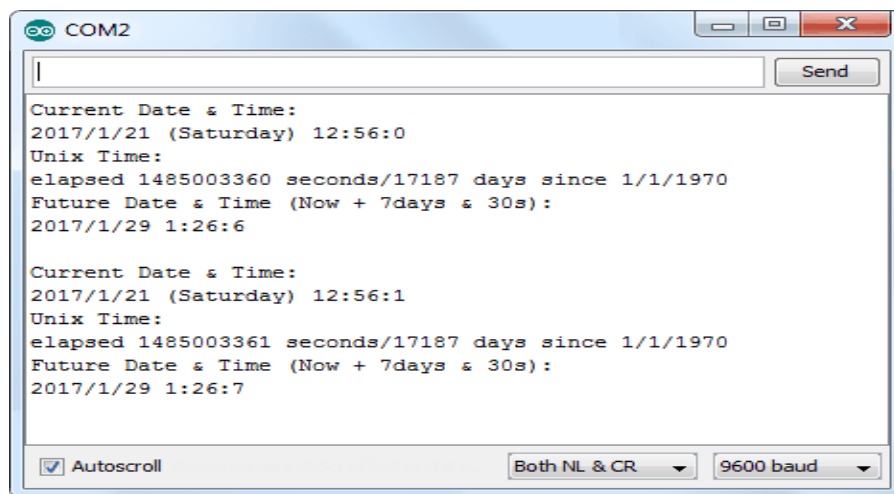 COM2
Send
Current Date & Time:
2017/1/21 (Saturday) 12:56:0
Unix Time:
elapsed 1485003360 seconds/17187 days since 1/1/1970
Future Date & Time (Now + 7days & 30s):
2017/1/29 1:26:6
Current Date & Time:
2017/1/21 (Saturday) 12:56:1
Unix Time:
elapsed 1485003361 seconds/17187 days since 1/1/1970
Future Date & Time (Now + 7days & 30s):
2017/1/29 1:26:7
Autoscroll Both NL & CR 9600 baud